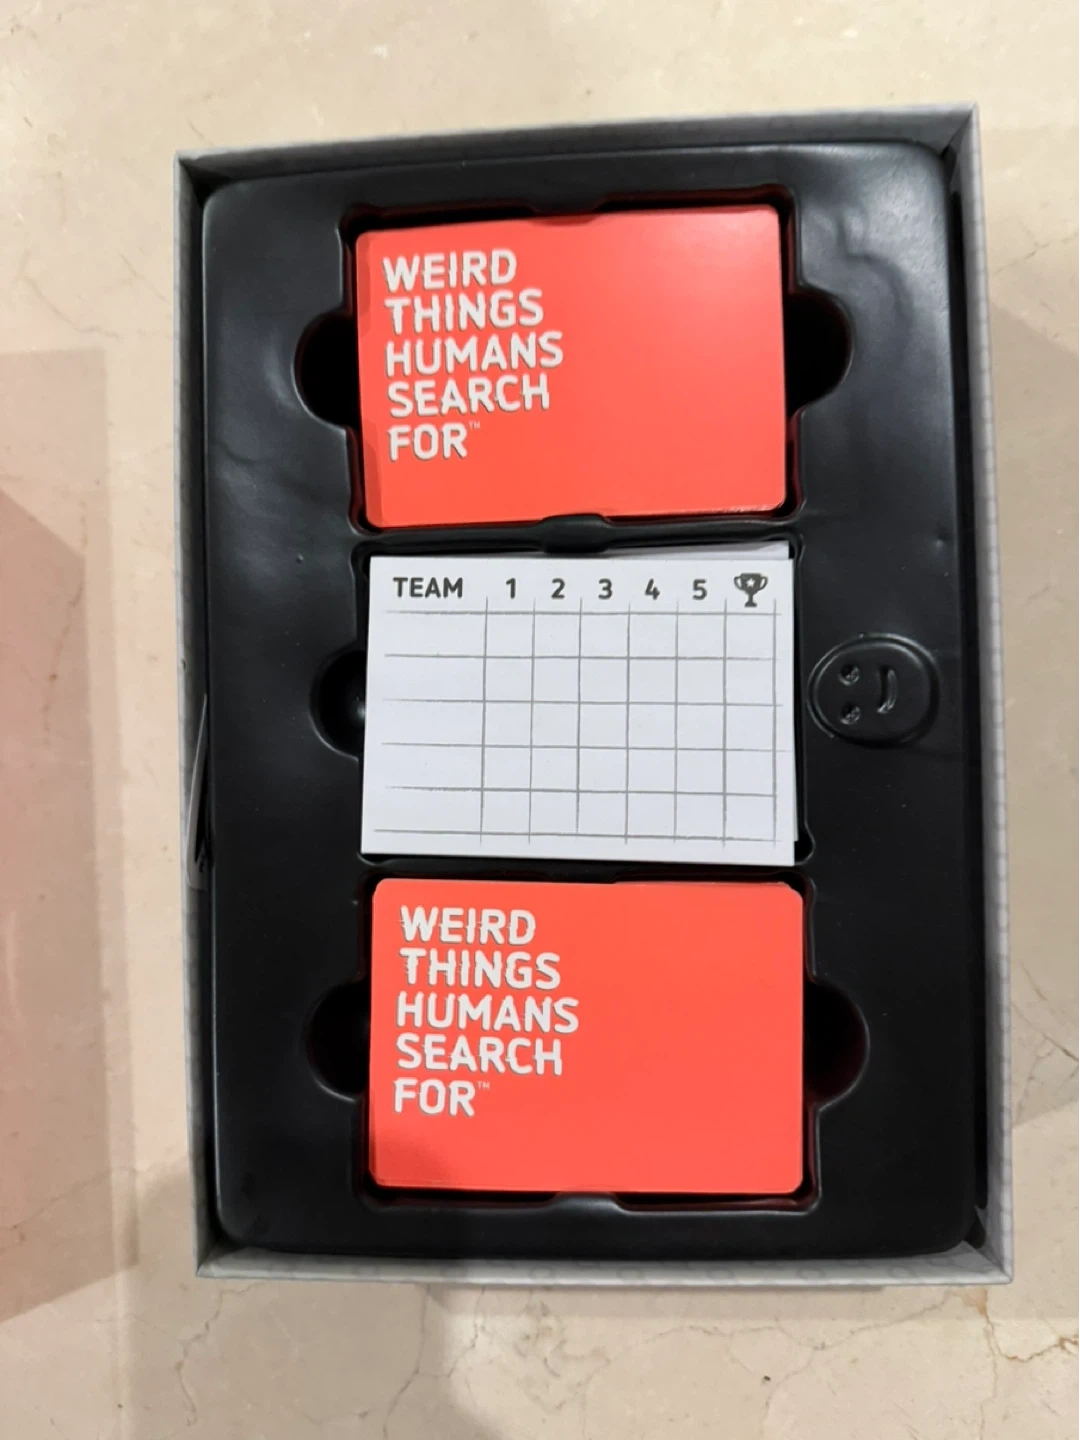 WEIRD
THINGS
HUMANS
SEARCH
FOR™
TEAM 1 2 3 4 5
WEIRD
THINGS
HUMANS
SEARCH
FOR™